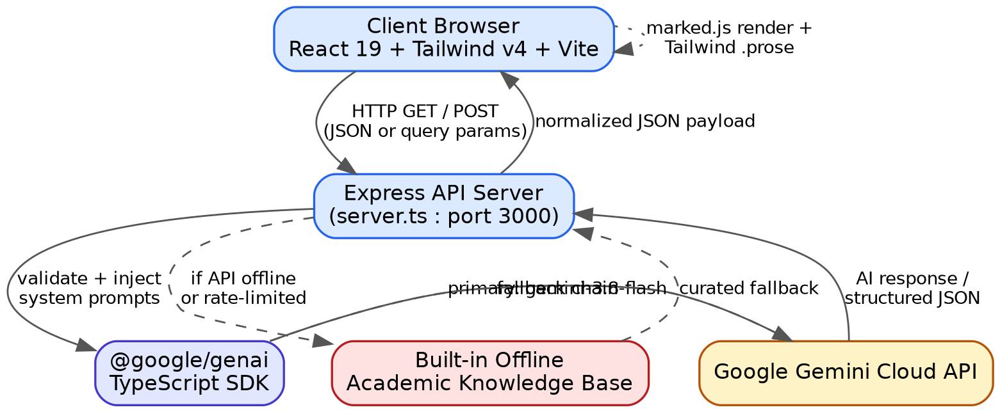 Client Browser
React 19 + Tailwind v4 + Vite
marked.js render +
Tailwind .prose
HTTP GET / POST
(JSON or query params)
normalized JSON payload
Express API Server
(server.ts : port 3000)
validate + inject
system prompts
if API offline
or rate-limited
primary:
fallback chain
curated fallback
AI response /
structured JSON
@google/genai
TypeScript SDK
Built-in Offline
Academic Knowledge Base
Google Gemini Cloud API